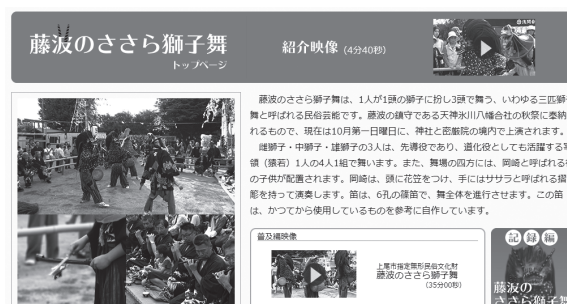 藤波のささら獅子舞
トップページ
紹介映像（4分40秒）
藤波のささら獅子舞は、1人が1頭の獅子に扮し3頭で舞う、いわゆる三匹獅
舞と呼ばれる民俗芸能です。藤波の鎮守である天神氷川八幡合社の秋祭に奉納
れるもので、現在は10月第一日曜日に、神社と密厳院の境内で上演されます。
雌獅子・中獅子・雄獅子の3人は、先導役であり、道化役としても活躍する
領（猿若）1人の4人1組で舞います。また、舞場の四方には、岡崎と呼ばれる
の子供が配置されます。岡崎は、頭に花笠をつけ、手にはササラと呼ばれる摺
を持って演奏します。笛は、6孔の篠笛で、舞全体を進行させます。この笛
は、かつてから使用しているものを参考に自作しています。
普及編映像
上尾市指定無形民俗文化財
藤波のささら獅子舞
（35分00秒）
記録編
藤波の
ささら獅子舞